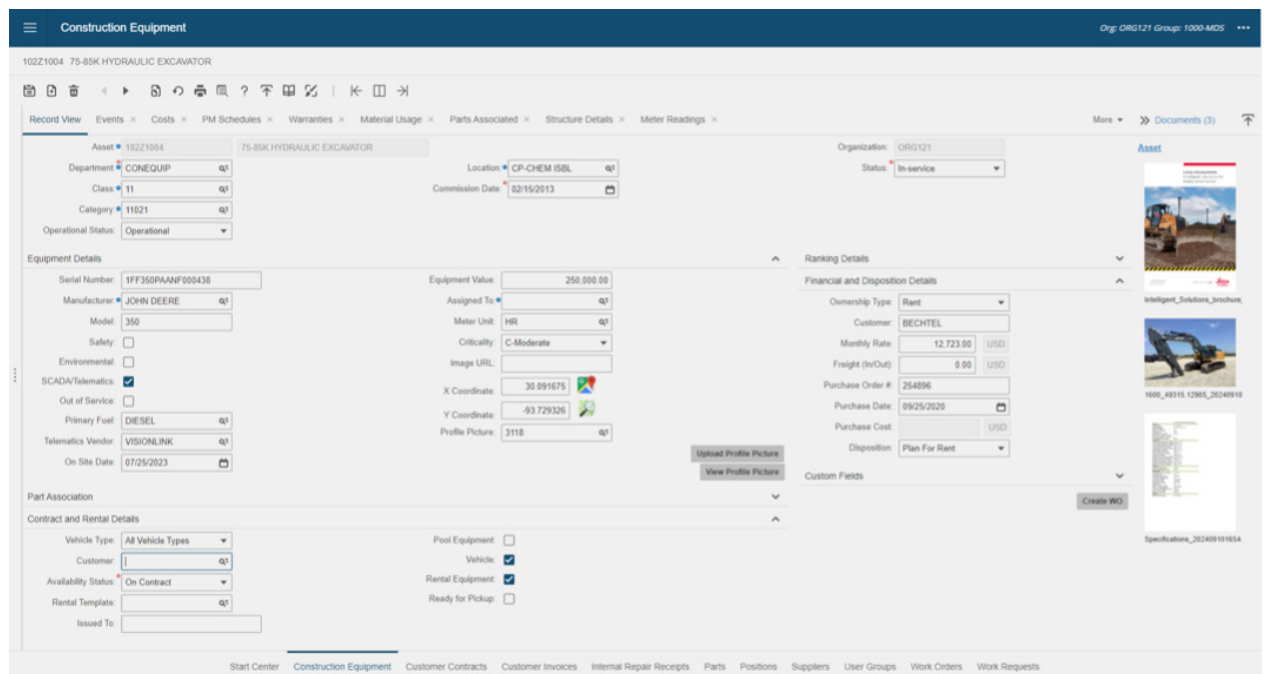 Construction Equipment
Org: ORG121 Group: 1000-MDS
102Z1004 75-85K HYDRAULIC EXCAVATOR
Record View Events × Costs × PM Schedules × Warranties × Material Usage × Parts Associated × Structure Details × Meter Readings × More Documents (3)
Asset: 102Z1004 75-85K HYDRAULIC EXCAVATOR Organization: ORG121 Asset
Department: CONEQUIP Location: CP-CHEM ISBL Status: In-service
Class: 11 Commission Date: 02/15/2013
Category: 11021
Operational Status: Operational
Equipment Details Ranking Details
Serial Number: 1FF350PAANF000438 Equipment Value: 250,000.00 Financial and Disposition Details
Manufacturer: JOHN DEERE Assigned To: Ownership Type: Rent
Model: 350 Meter Unit: HR Customer: BECHTEL
Safety: Criticality: C-Moderate Monthly Rate: 12,723.00 USD
Environmental: Image URL: Freight (In/Out): 0.00 USD
SCADA/Telematics: X Coordinate: 30.091675 Purchase Order #: 254896
Out of Service: Y Coordinate: -93.729326 Purchase Date: 09/25/2020
Primary Fuel: DIESEL Profile Picture: 3118 Purchase Cost: USD
Telematics Vendor: VISIONLINK Upload Profile Picture Disposition: Plan For Rent
On Site Date: 07/25/2023 View Profile Picture Custom Fields
Part Association Create WO
Contract and Rental Details
Vehicle Type: All Vehicle Types Pool Equipment:
Customer: Vehicle:
Availability Status: On Contract Rental Equipment:
Rental Template: Ready for Pickup:
Issued To:
Intelligent_Solutions_brochure_
1600_49315.12985_20240910
Specifications_202409101654
Start Center Construction Equipment Customer Contracts Customer Invoices Internal Repair Receipts Parts Positions Suppliers User Groups Work Orders Work Requests